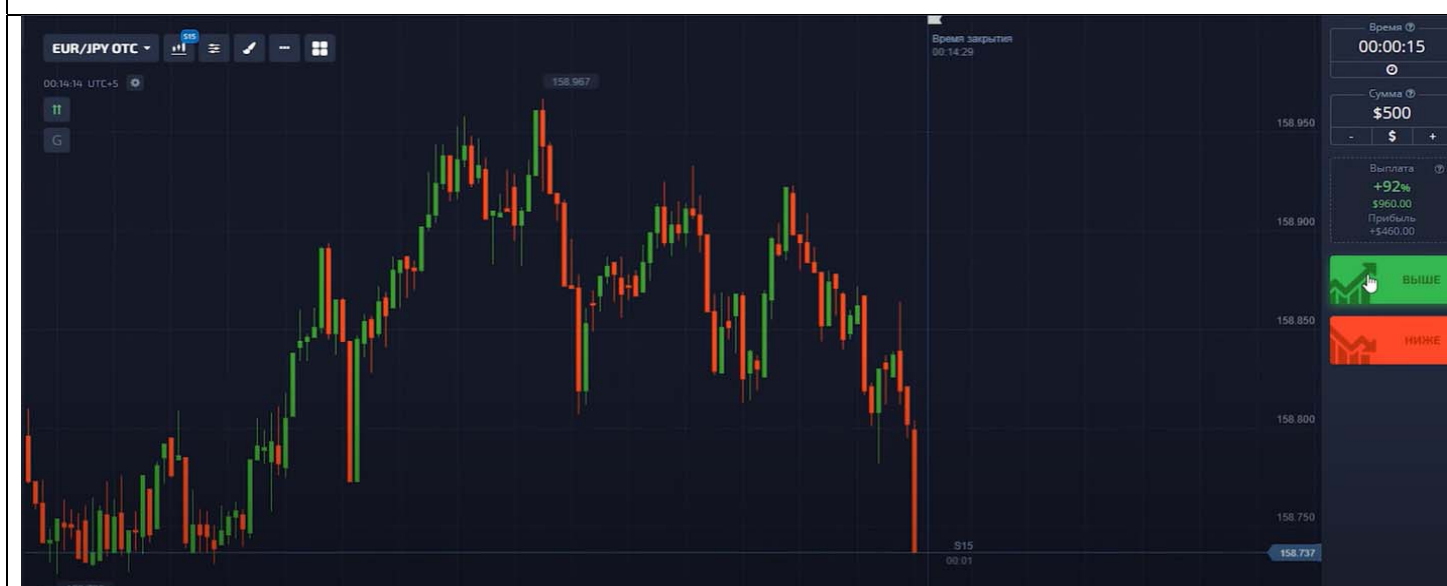 EUR/JPY OTC
S15
00:14:14 UTC+5
G
158.967
Время закрытия
00:14:29
158.950
158.900
158.850
158.800
158.750
158.737
S15
00:01
Время
00:00:15
Сумма
$500
- $ +
Выплата
+92%
$960.00
Прибыль
+$460.00
ВЫШЕ
НИЖЕ